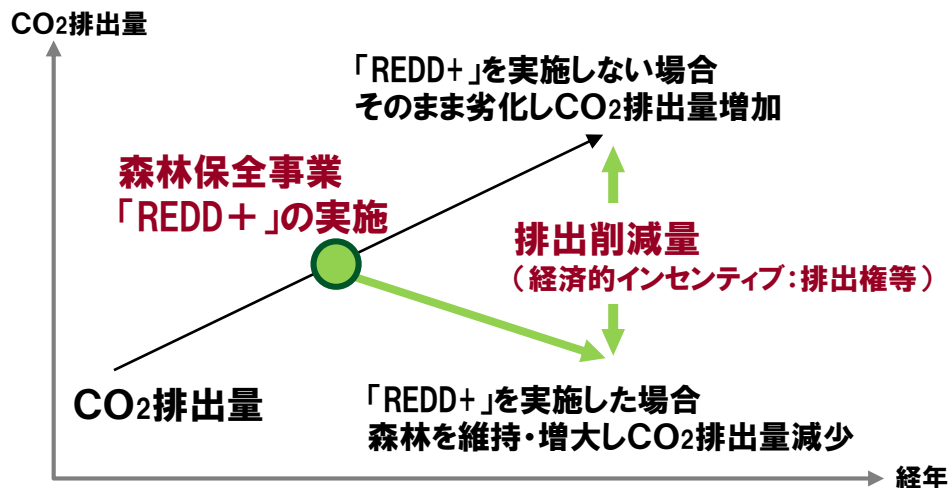 CO2排出量
「REDD+」を実施しない場合
そのまま劣化しCO2排出量増加
森林保全事業
「REDD＋」の実施
排出削減量
（経済的インセンティブ：排出権等）
CO2排出量
「REDD+」を実施した場合
森林を維持・増大しCO2排出量減少
経年